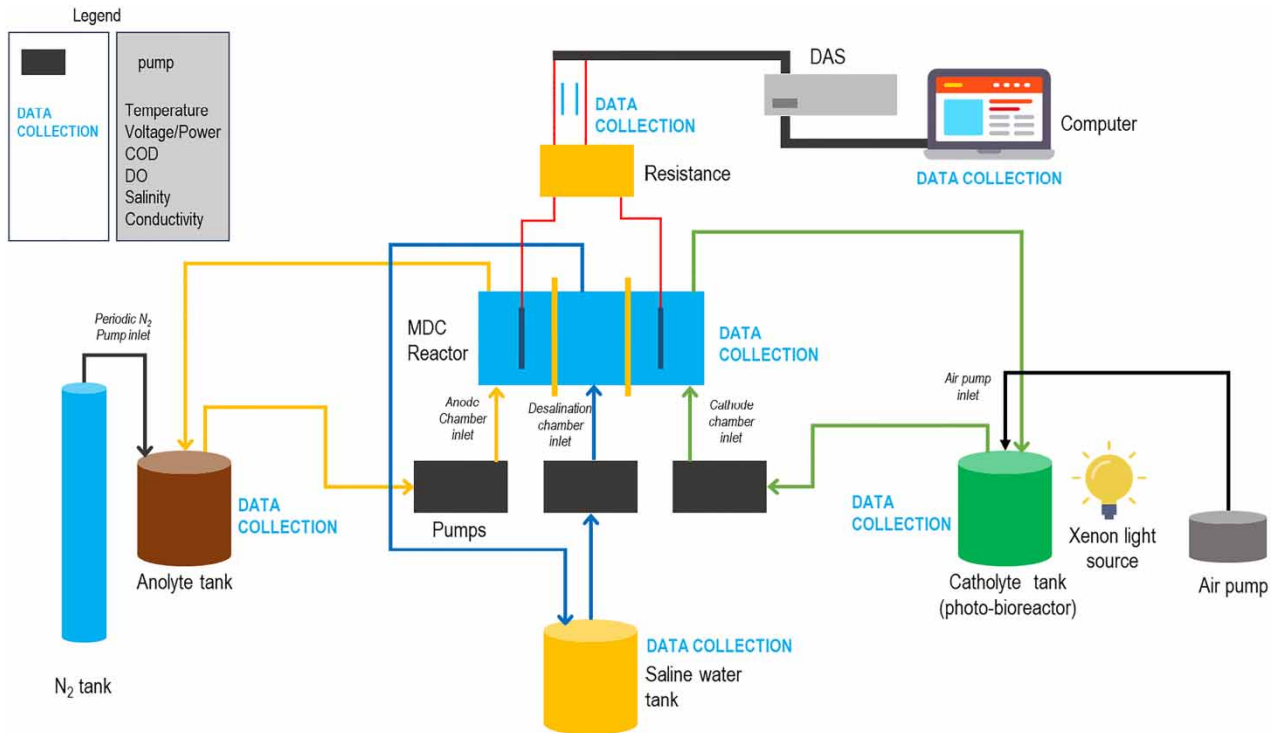 Legend
pump
DATA
COLLECTION
Temperature
Voltage/Power
COD
DO
Salinity
Conductivity
DATA
COLLECTION
DAS
Computer
DATA COLLECTION
Resistance
Periodic N₂
Pump inlet
MDC
Reactor
DATA
COLLECTION
Anode
Chamber
inlet
Desalination
chamber
inlet
Cathode
chamber
inlet
Air pump
inlet
DATA
COLLECTION
Pumps
DATA
COLLECTION
Anolyte tank
Xenon light
source
Catholyte tank
(photo-bioreactor)
Air pump
DATA COLLECTION
Saline water
tank
N₂ tank